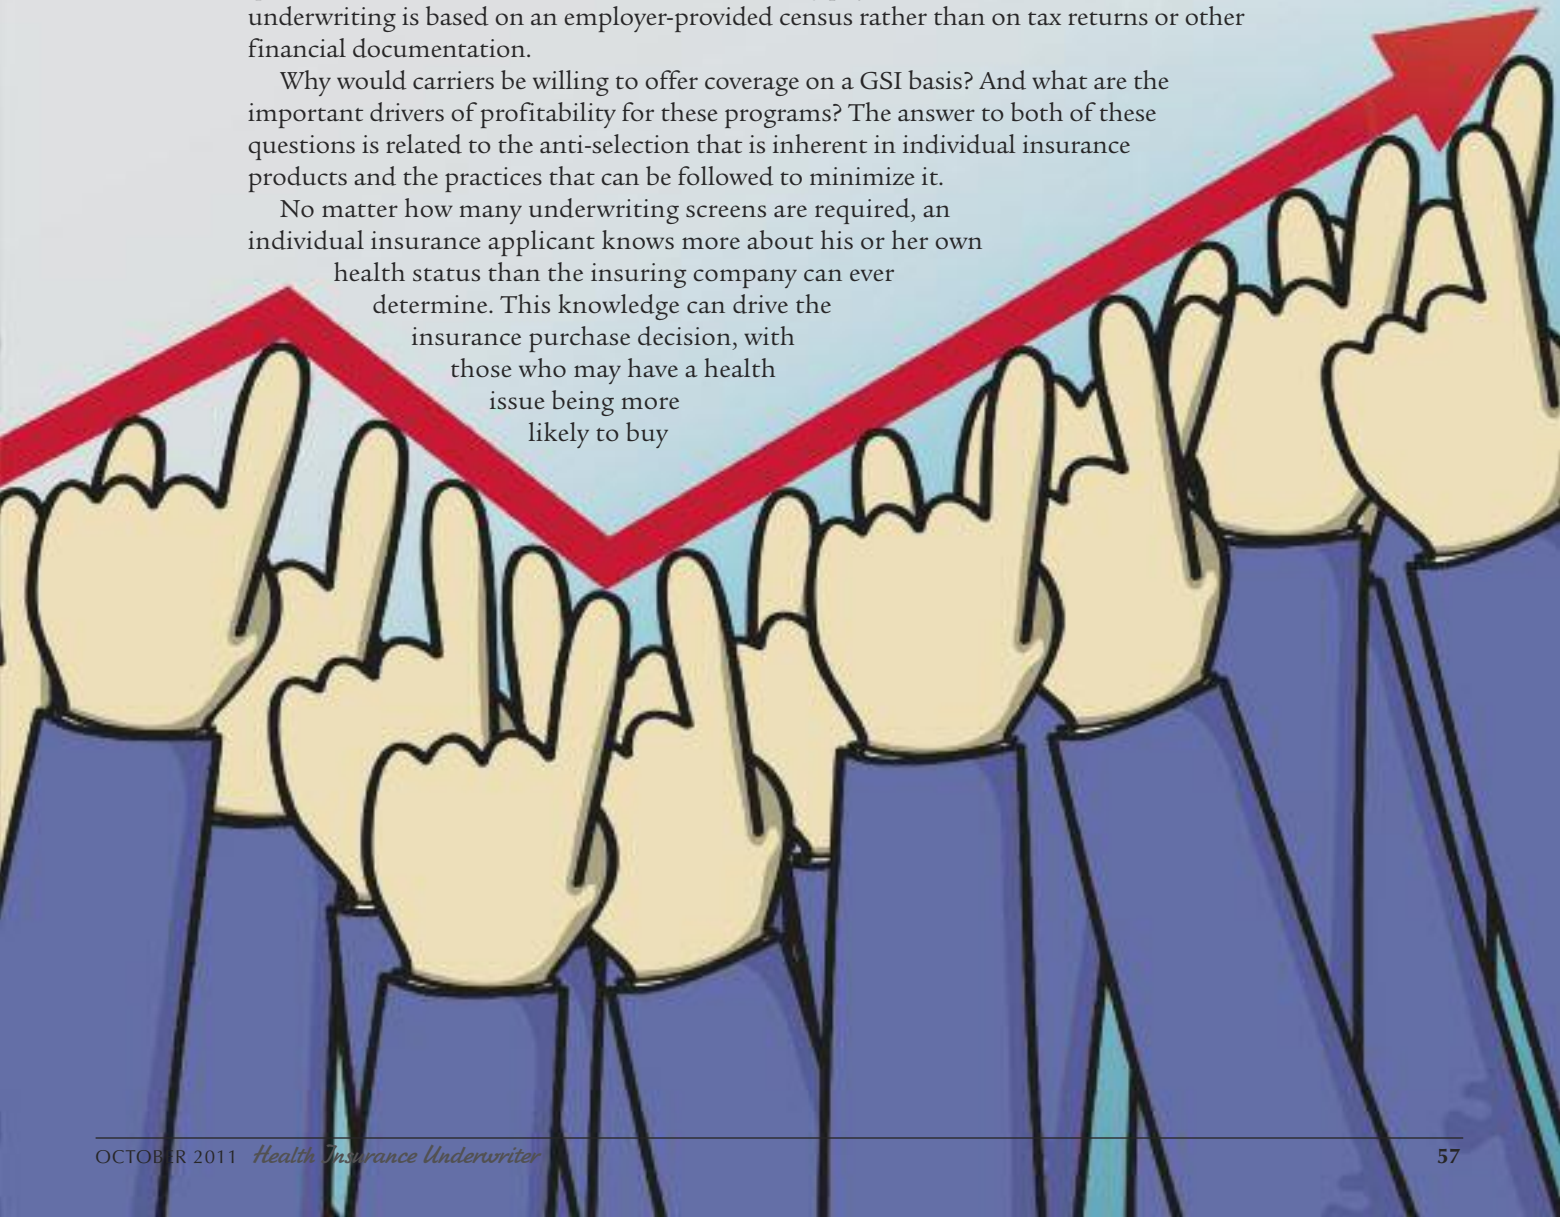 underwriting is based on an employer-provided census rather than on tax returns or other
financial documentation.
Why would carriers be willing to offer coverage on a GSI basis? And what are the
important drivers of profitability for these programs? The answer to both of these
questions is related to the anti-selection that is inherent in individual insurance
products and the practices that can be followed to minimize it.
No matter how many underwriting screens are required, an
individual insurance applicant knows more about his or her own
health status than the insuring company can ever
determine. This knowledge can drive the
insurance purchase decision, with
those who may have a health
issue being more
likely to buy
OCTOBER 2011 Health Insurance Underwriter 57